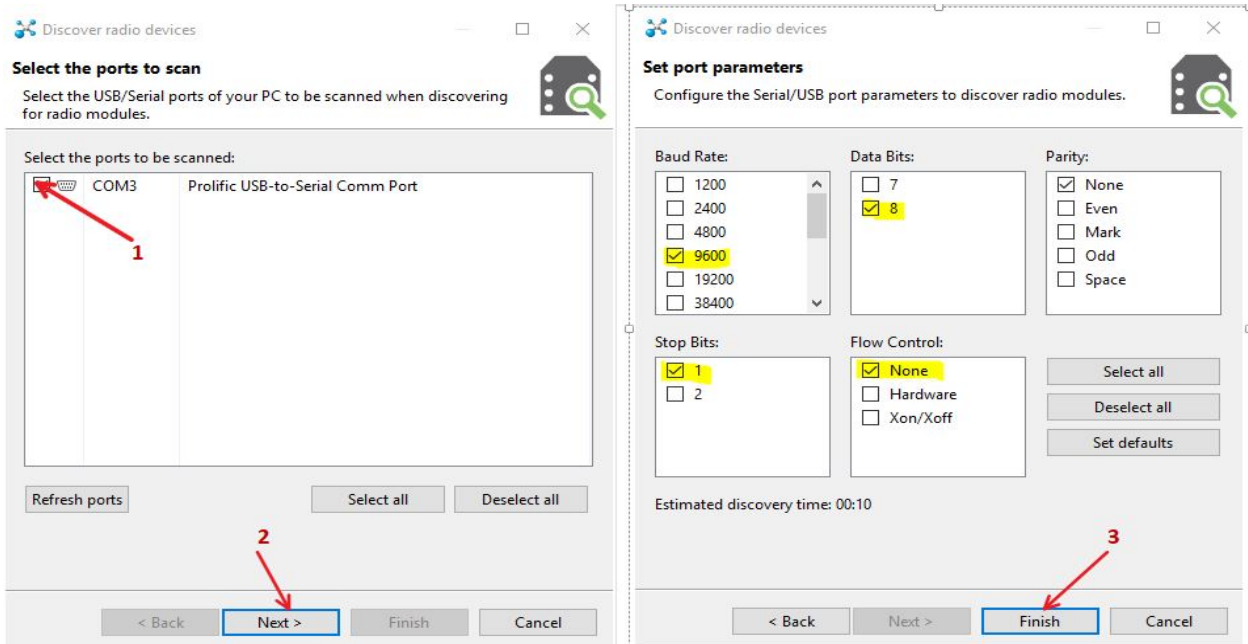 Discover radio devices
Select the ports to scan
Select the USB/Serial ports of your PC to be scanned when discovering
for radio modules.
Select the ports to be scanned:
COM3 Prolific USB-to-Serial Comm Port
1
Refresh ports Select all Deselect all
2
< Back Next > Finish Cancel
Discover radio devices
Set port parameters
Configure the Serial/USB port parameters to discover radio modules.
Baud Rate: Data Bits: Parity:
1200 7 None
2400 8 Even
4800 Mark
9600 Odd
19200 Space
38400
Stop Bits: Flow Control:
1 None Select all
2 Hardware Deselect all
Xon/Xoff Set defaults
Estimated discovery time: 00:10
3
< Back Next > Finish Cancel